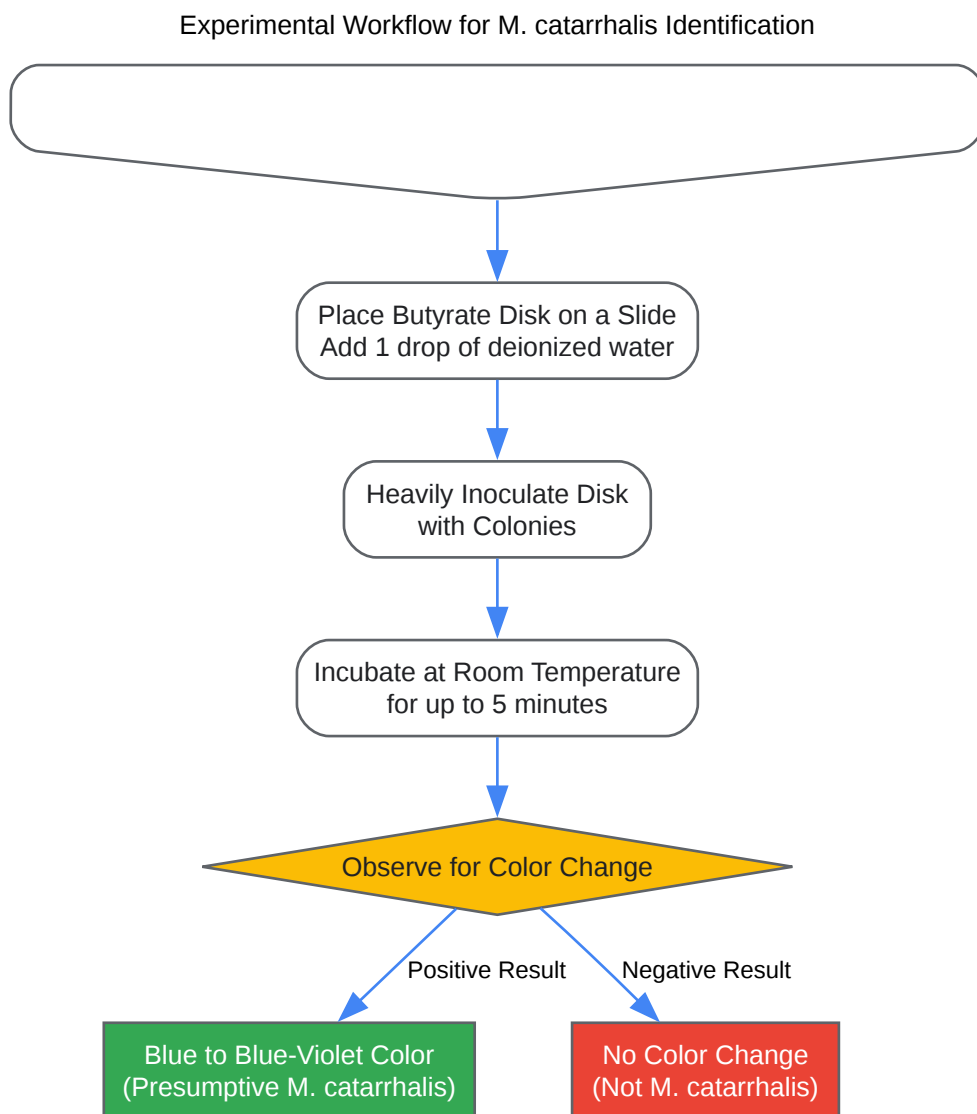 Experimental Workflow for M. catarrhalis Identification
Place Butyrate Disk on a Slide
Add 1 drop of deionized water
Heavily Inoculate Disk
with Colonies
Incubate at Room Temperature
for up to 5 minutes
Observe for Color Change
Positive Result
Negative Result
Blue to Blue-Violet Color
(Presumptive M. catarrhalis)
No Color Change
(Not M. catarrhalis)